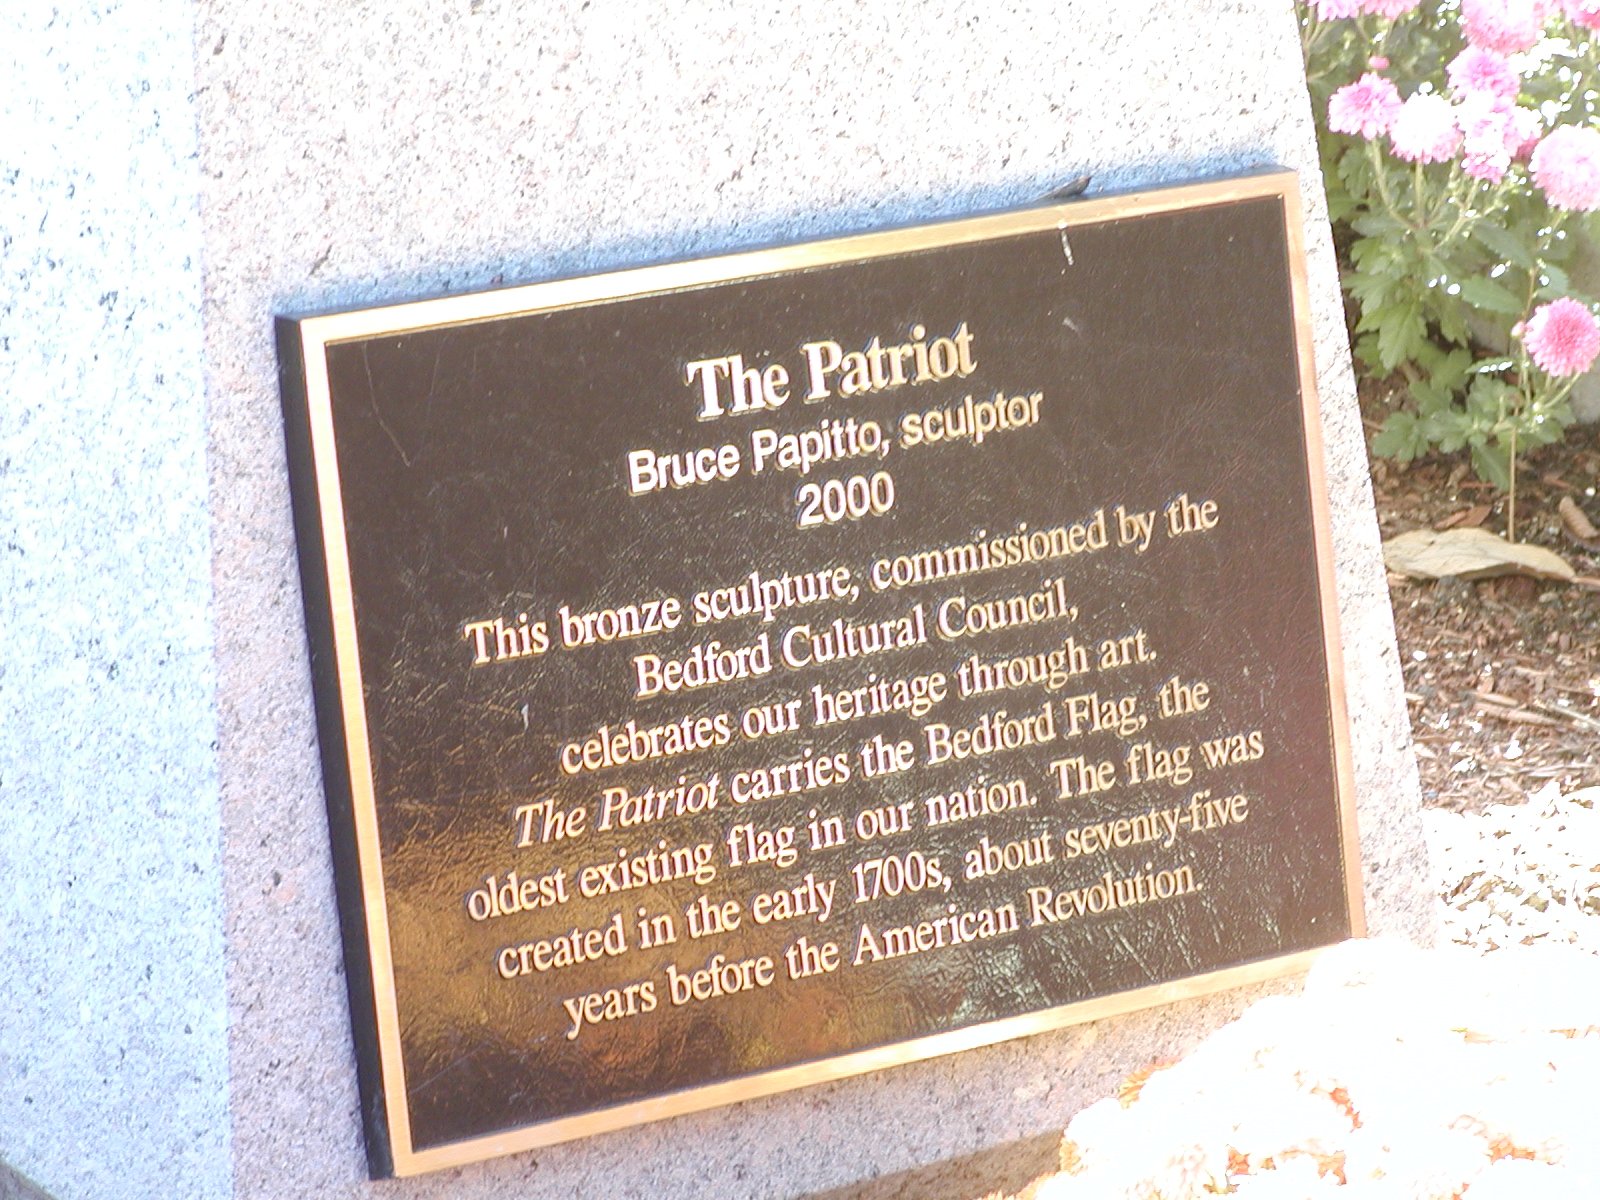 The Patriot
Bruce Papitto, sculptor
2000
This bronze sculpture, commissioned by the
Bedford Cultural Council,
celebrates our heritage through art.
The Patriot carries the Bedford Flag, the
oldest existing flag in our nation. The flag was
created in the early 1700s, about seventy-five
years before the American Revolution.